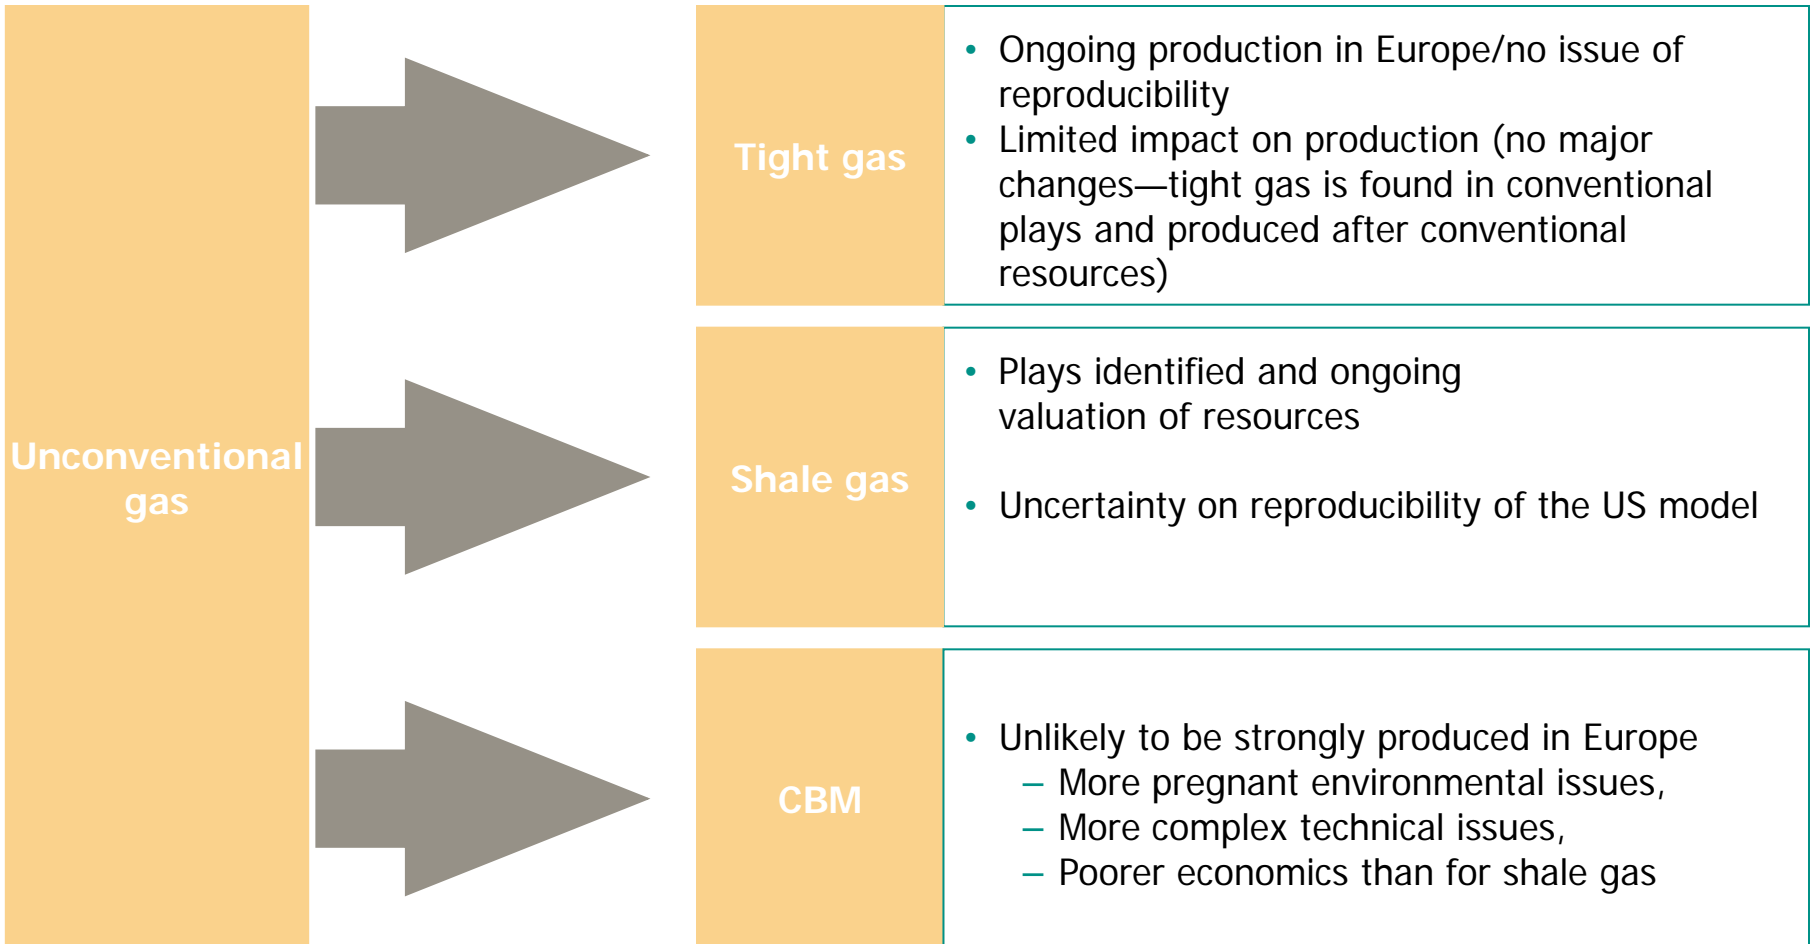 Unconventional
gas
Tight gas
• Ongoing production in Europe/no issue of
reproducibility
• Limited impact on production (no major
changes—tight gas is found in conventional
plays and produced after conventional
resources)
Shale gas
• Plays identified and ongoing
valuation of resources
• Uncertainty on reproducibility of the US model
CBM
• Unlikely to be strongly produced in Europe
– More pregnant environmental issues,
– More complex technical issues,
– Poorer economics than for shale gas